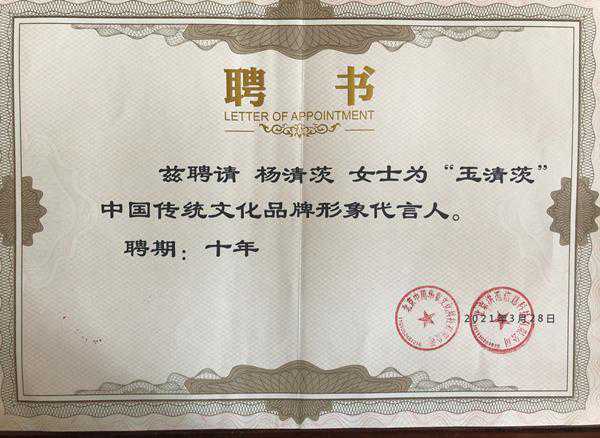 聘 书
LETTER OF APPOINTMENT
兹聘请 杨清茨 女士为“玉清茨”
中国传统文化品牌形象代言人。
聘期：十年
2021年3月28日